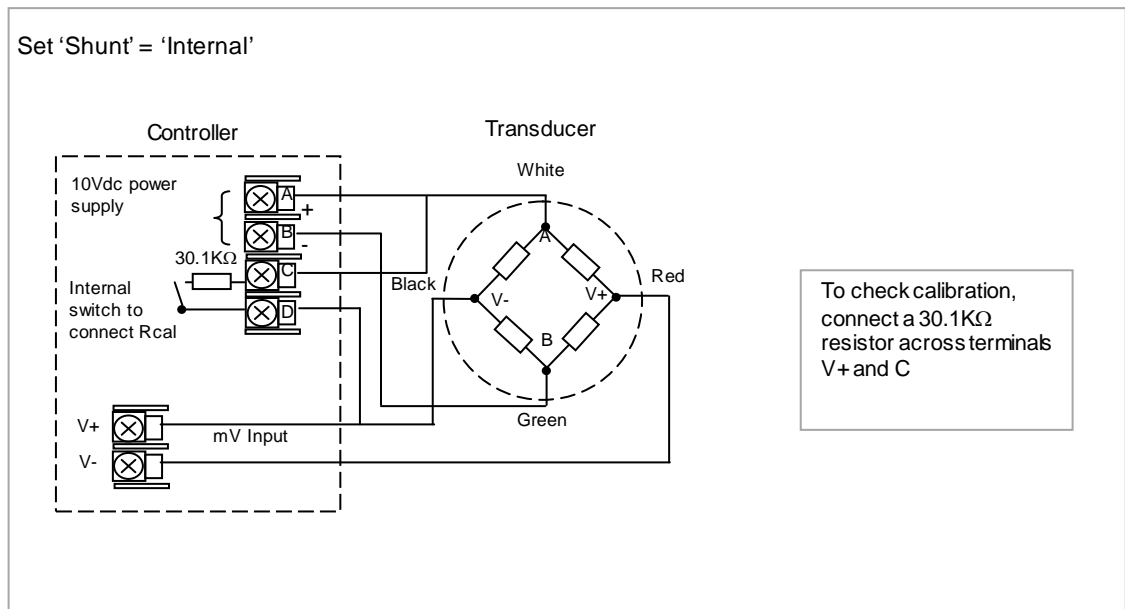 Set ‘Shunt’ = ‘Internal’
Controller
Transducer
White
10Vdc power
supply
A
+
B
-
30.1KΩ
C
Internal
switch to
connect Rcal
D
Black
Red
A
V-
V+
B
Green
V+
mV Input
V-
To check calibration,
connect a 30.1KΩ
resistor across terminals
V+ and C